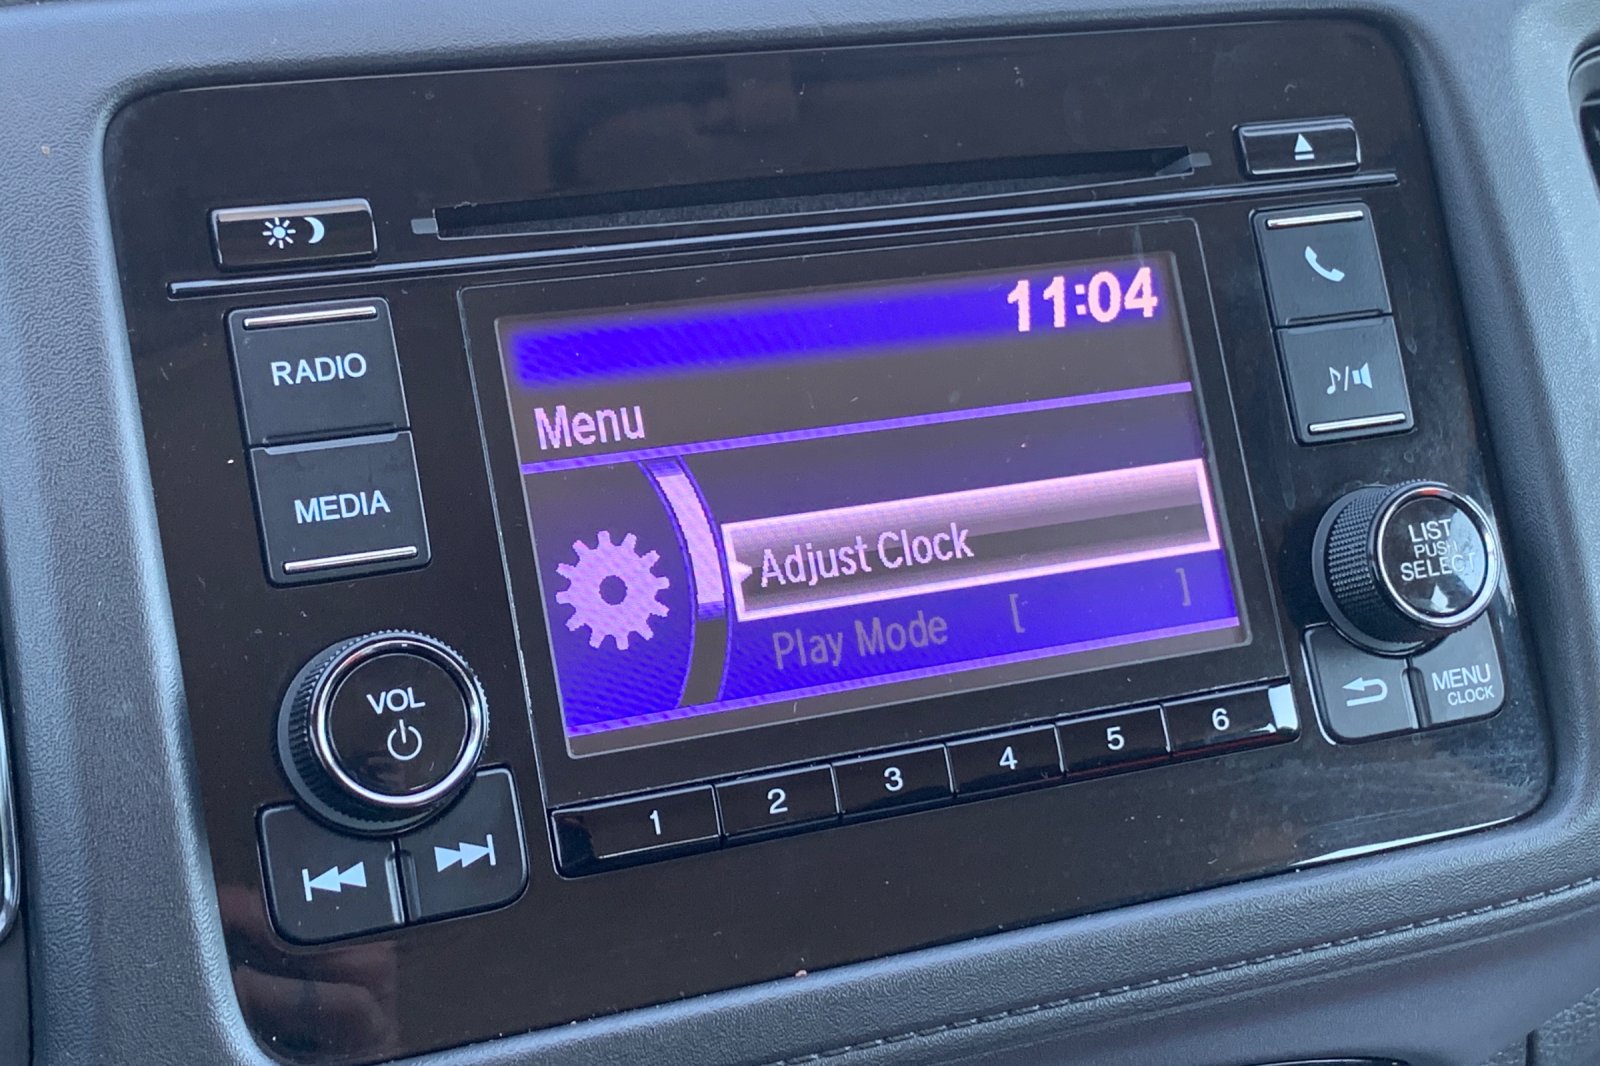 11:04
RADIO
Menu
MEDIA
Adjust Clock
LIST
PUSH
SELECT
Play Mode [ ]
VOL
MENU
CLOCK
1 2 3 4 5 6